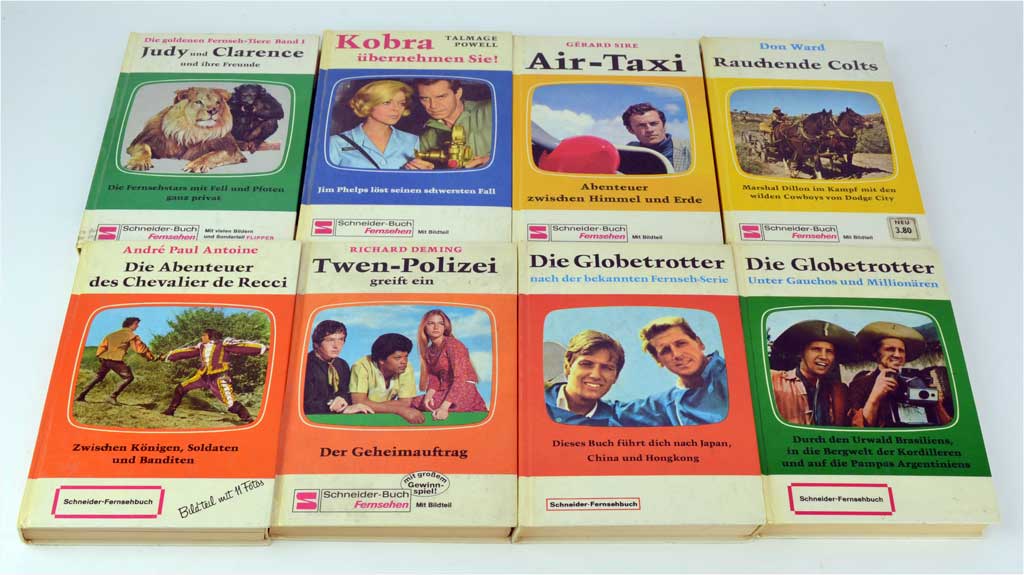 Die goldenen Fernseh-Tiere Band 1
Judy und Clarence
und ihre Freunde
Die Fernsehstars mit Fell und Pfoten
ganz privat
Schneider-Buch
Fernsehen
Mit vielen Bildern
und Sonderteil FLIPPER
Kobra
TALMAGE
POWELL
übernehmen Sie!
Jim Phelps löst seinen schwersten Fall
Schneider-Buch
Fernsehen Mit Bildteil
GÉRARD SIRE
Air-Taxi
Abenteuer
zwischen Himmel und Erde
Schneider-Buch
Fernsehen Mit Bildteil
Don Ward
Rauchende Colts
Marshal Dillon im Kampf mit den
wilden Cowboys von Dodge City
Schneider-Buch
Fernsehen Mit Bildteil
NEU
3.80
André Paul Antoine
Die Abenteuer
des Chevalier de Recci
Zwischen Königen, Soldaten
und Banditen
Schneider-Fernsehbuch
Bildteil mit 11 Fotos
RICHARD DEMING
Twen-Polizei
greift ein
Der Geheimauftrag
mit großem
Gewinn-
spiel!
Schneider-Buch
Fernsehen Mit Bildteil
Die Globetrotter
nach der bekannten Fernseh-Serie
Dieses Buch führt dich nach Japan,
China und Hongkong
Schneider-Fernsehbuch
Die Globetrotter
Unter Gauchos und Millionären
Durch den Urwald Brasiliens,
in die Bergwelt der Kordilleren
und auf die Pampas Argentiniens
Schneider-Fernsehbuch